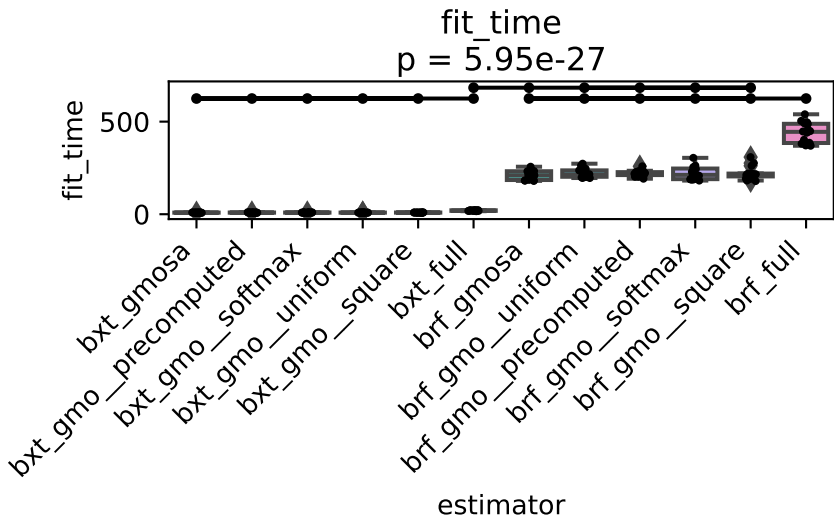 fit_time
p = 5.95e-27
fit_time
500
0
bxt_gmosa
bxt_gmo__precomputed
bxt_gmo__softmax
bxt_gmo__uniform
bxt_gmo__square
bxt_full
brf_gmosa
brf_gmo__uniform
brf_gmo__precomputed
brf_gmo__softmax
brf_gmo__square
brf_full
estimator